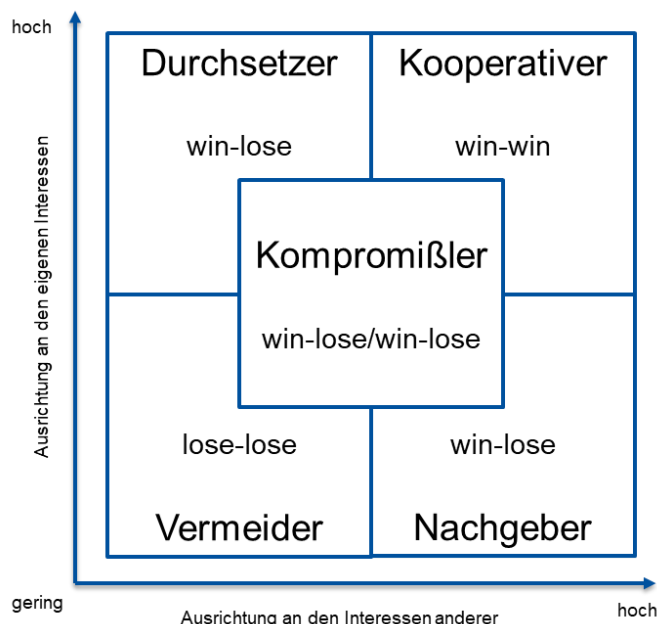 hoch
Durchsetzer
Kooperativer
win-lose
win-win
Ausrichtung an den eigenen Interessen
Kompromißler
win-lose/win-lose
lose-lose
win-lose
Vermeider
Nachgeber
gering
Ausrichtung an den Interessen anderer
hoch